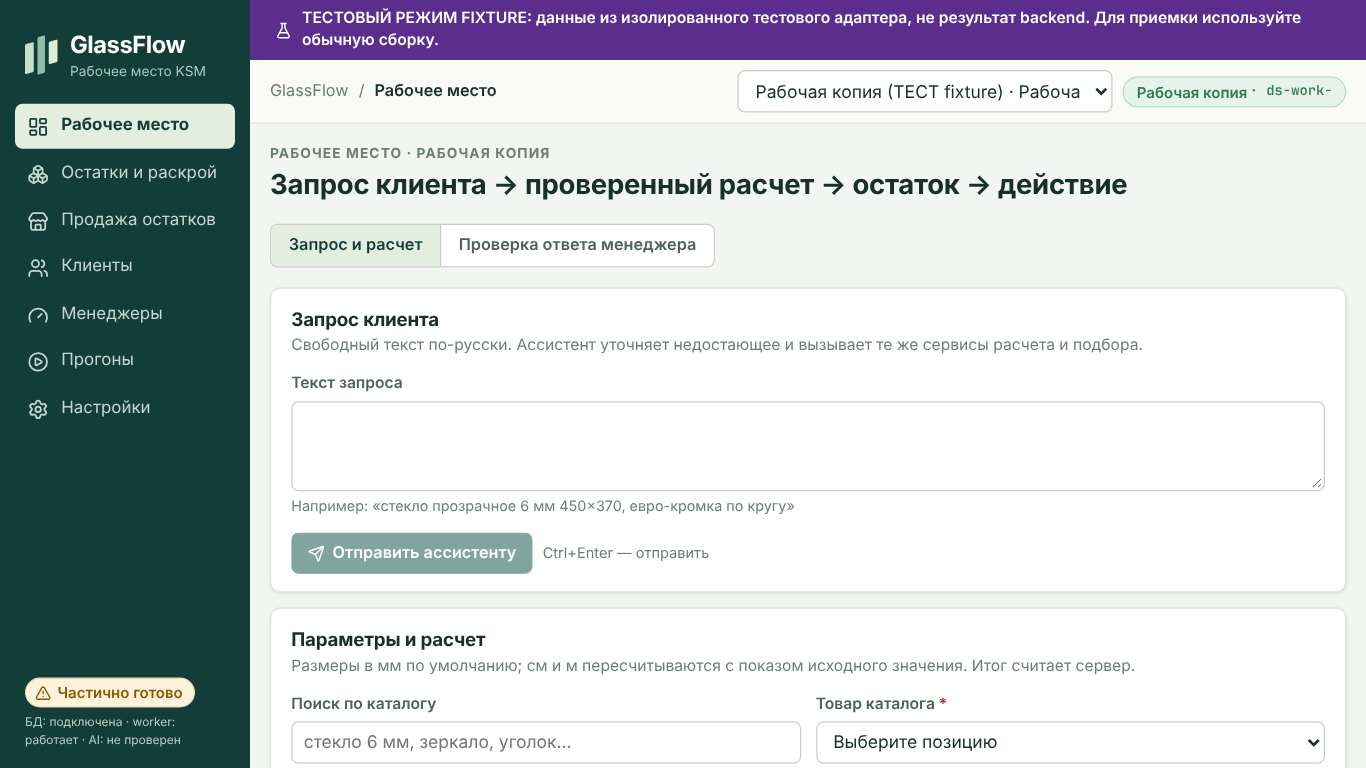 ТЕСТОВЫЙ РЕЖИМ FIXTURE: данные из изолированного тестового адаптера, не результат backend. Для приемки используйте
обычную сборку.
GlassFlow
Рабочее место KSM
Рабочее место
Остатки и раскрой
Продажа остатков
Клиенты
Менеджеры
Прогоны
Настройки
Частично готово
БД: подключена · worker:
работает · AI: не проверен
GlassFlow / Рабочее место
Рабочая копия (ТЕСТ fixture) · Рабоча
Рабочая копия · ds-work-
РАБОЧЕЕ МЕСТО · РАБОЧАЯ КОПИЯ
Запрос клиента → проверенный расчет → остаток → действие
Запрос и расчет
Проверка ответа менеджера
Запрос клиента
Свободный текст по-русски. Ассистент уточняет недостающее и вызывает те же сервисы расчета и подбора.
Текст запроса
Например: «стекло прозрачное 6 мм 450×370, евро-кромка по кругу»
Отправить ассистенту
Ctrl+Enter — отправить
Параметры и расчет
Размеры в мм по умолчанию; см и м пересчитываются с показом исходного значения. Итог считает сервер.
Поиск по каталогу
стекло 6 мм, зеркало, уголок...
Товар каталога *
Выберите позицию